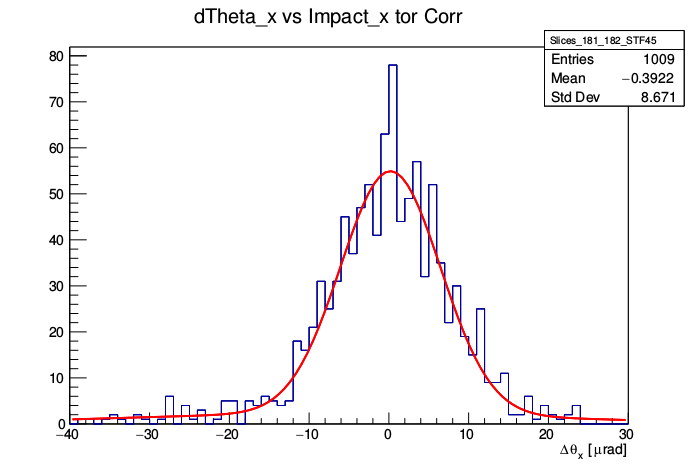 dTheta_x vs Impact_x tor Corr
Slices_181_182_STF45
Entries 1009
Mean −0.3922
Std Dev 8.671
80
70
60
50
40
30
20
10
0
−40 −30 −20 −10 0 10 20 30
Δθx [μrad]